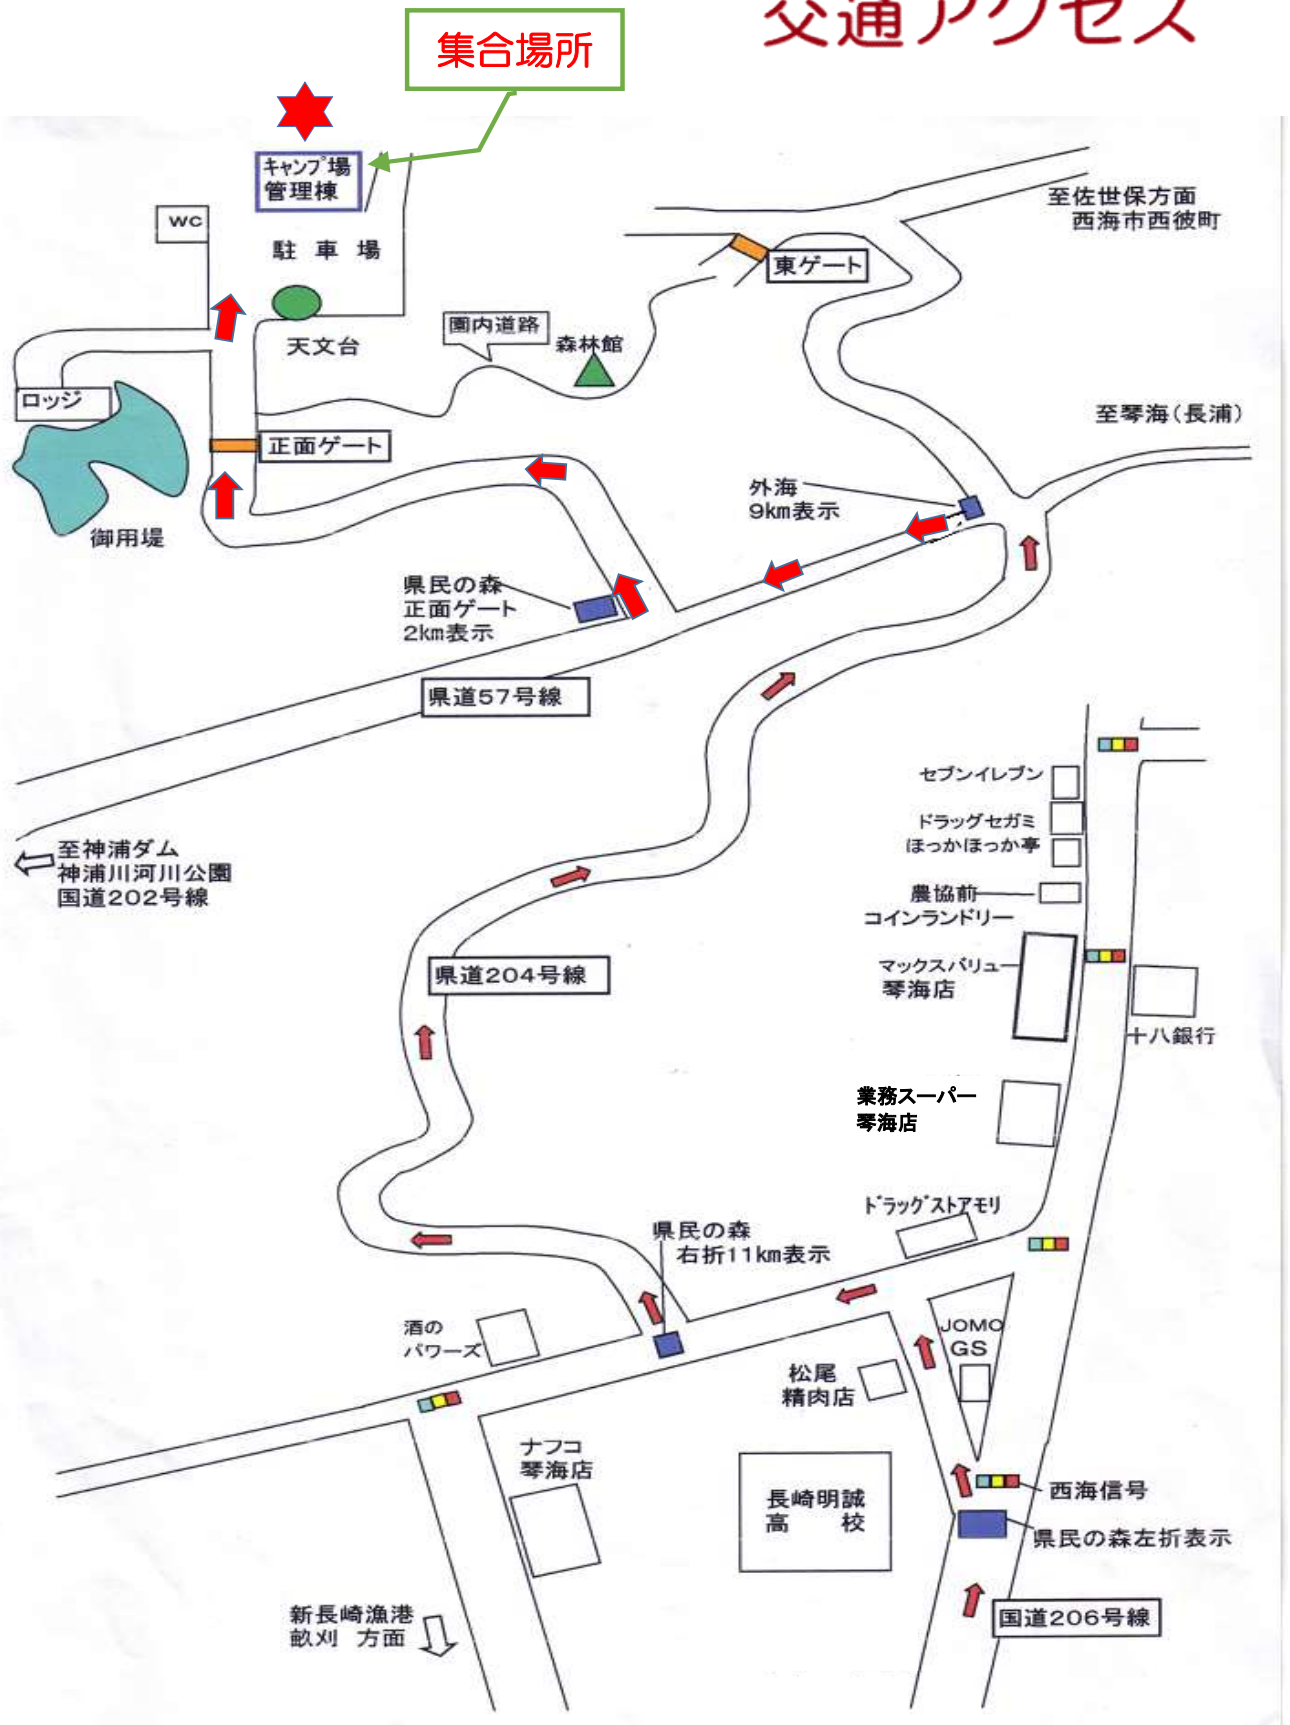 交通アクセス
集合場所
キャンプ場
管理棟
WC
駐車場
至佐世保方面
西海市西彼町
東ゲート
園内道路
森林館
天文台
ロッジ
正面ゲート
至琴海(長浦)
外海
9km表示
御用堤
県民の森
正面ゲート
2km表示
県道57号線
至神浦ダム
神浦川河川公園
国道202号線
セブンイレブン
ドラッグセガミ
ほっかほっか亭
農協前
コインランドリー
マックスバリュー
琴海店
十八銀行
県道204号線
業務スーパー
琴海店
ドラッグストアモリ
県民の森
右折11km表示
酒の
パワーズ
JOMO
GS
松尾
精肉店
ナフコ
琴海店
長崎明誠
高校
西海信号
県民の森左折表示
新長崎漁港
畝刈 方面
国道206号線